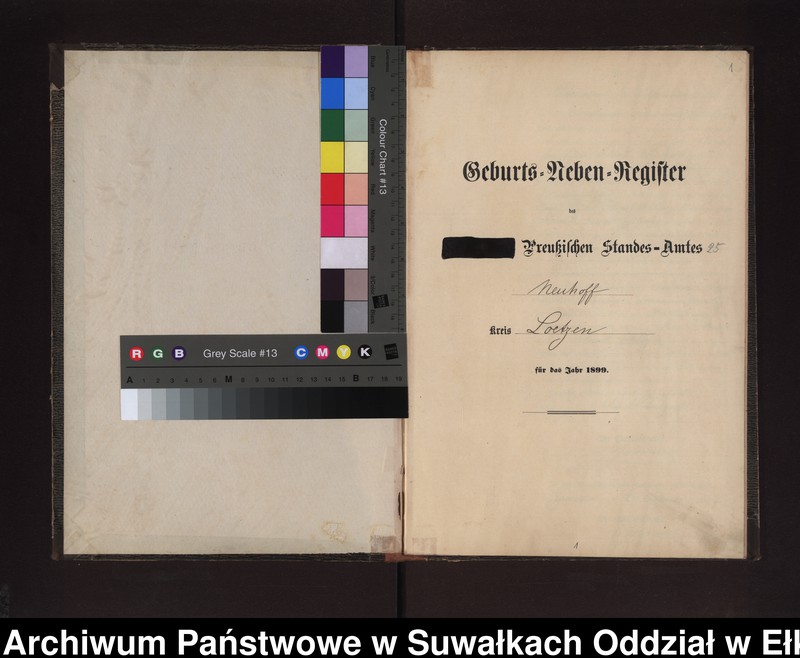 1
Geburts-Neben-Register
des
Preußischen Standes-Amtes 25
Neuhoff
Kreis Loetzen
für das Jahr 1899.
1
Colour Chart #13
R G B Grey Scale #13 C M Y K
A 1 2 3 4 5 6 M 8 9 10 11 12 13 14 15 B 17 18 19
Archiwum Państwowe w Suwałkach Oddział w Ełk